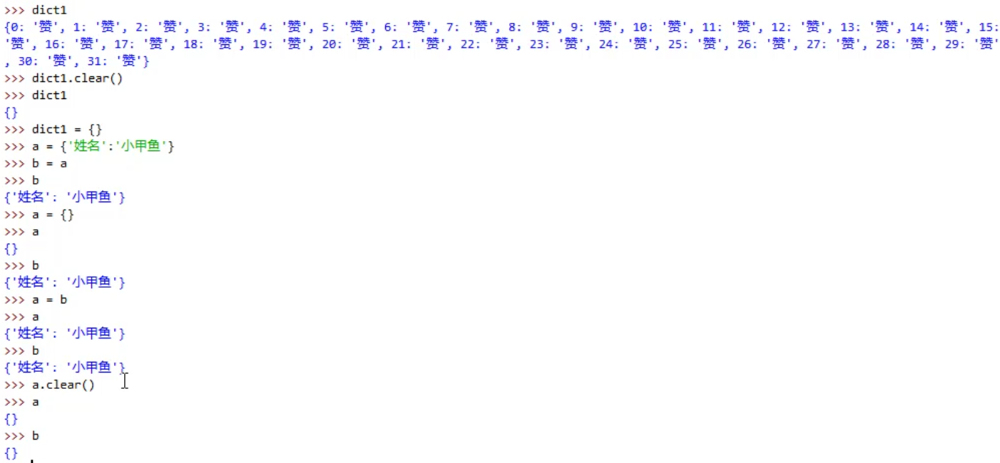 >>> dict1
{0: '赞', 1: '赞', 2: '赞', 3: '赞', 4: '赞', 5: '赞', 6: '赞', 7: '赞', 8: '赞', 9: '赞', 10: '赞', 11: '赞', 12: '赞', 13: '赞', 14: '赞', 15:
'赞', 16: '赞', 17: '赞', 18: '赞', 19: '赞', 20: '赞', 21: '赞', 22: '赞', 23: '赞', 24: '赞', 25: '赞', 26: '赞', 27: '赞', 28: '赞', 29: '赞'
, 30: '赞', 31: '赞'}
>>> dict1.clear()
>>> dict1
{}
>>> dict1 = {}
>>> a = {'姓名':'小甲鱼'}
>>> b = a
>>> b
{'姓名': '小甲鱼'}
>>> a = {}
>>> a
{}
>>> b
{'姓名': '小甲鱼'}
>>> a = b
>>> a
{'姓名': '小甲鱼'}
>>> b
{'姓名': '小甲鱼'}
>>> a.clear()
>>> a
{}
>>> b
{}